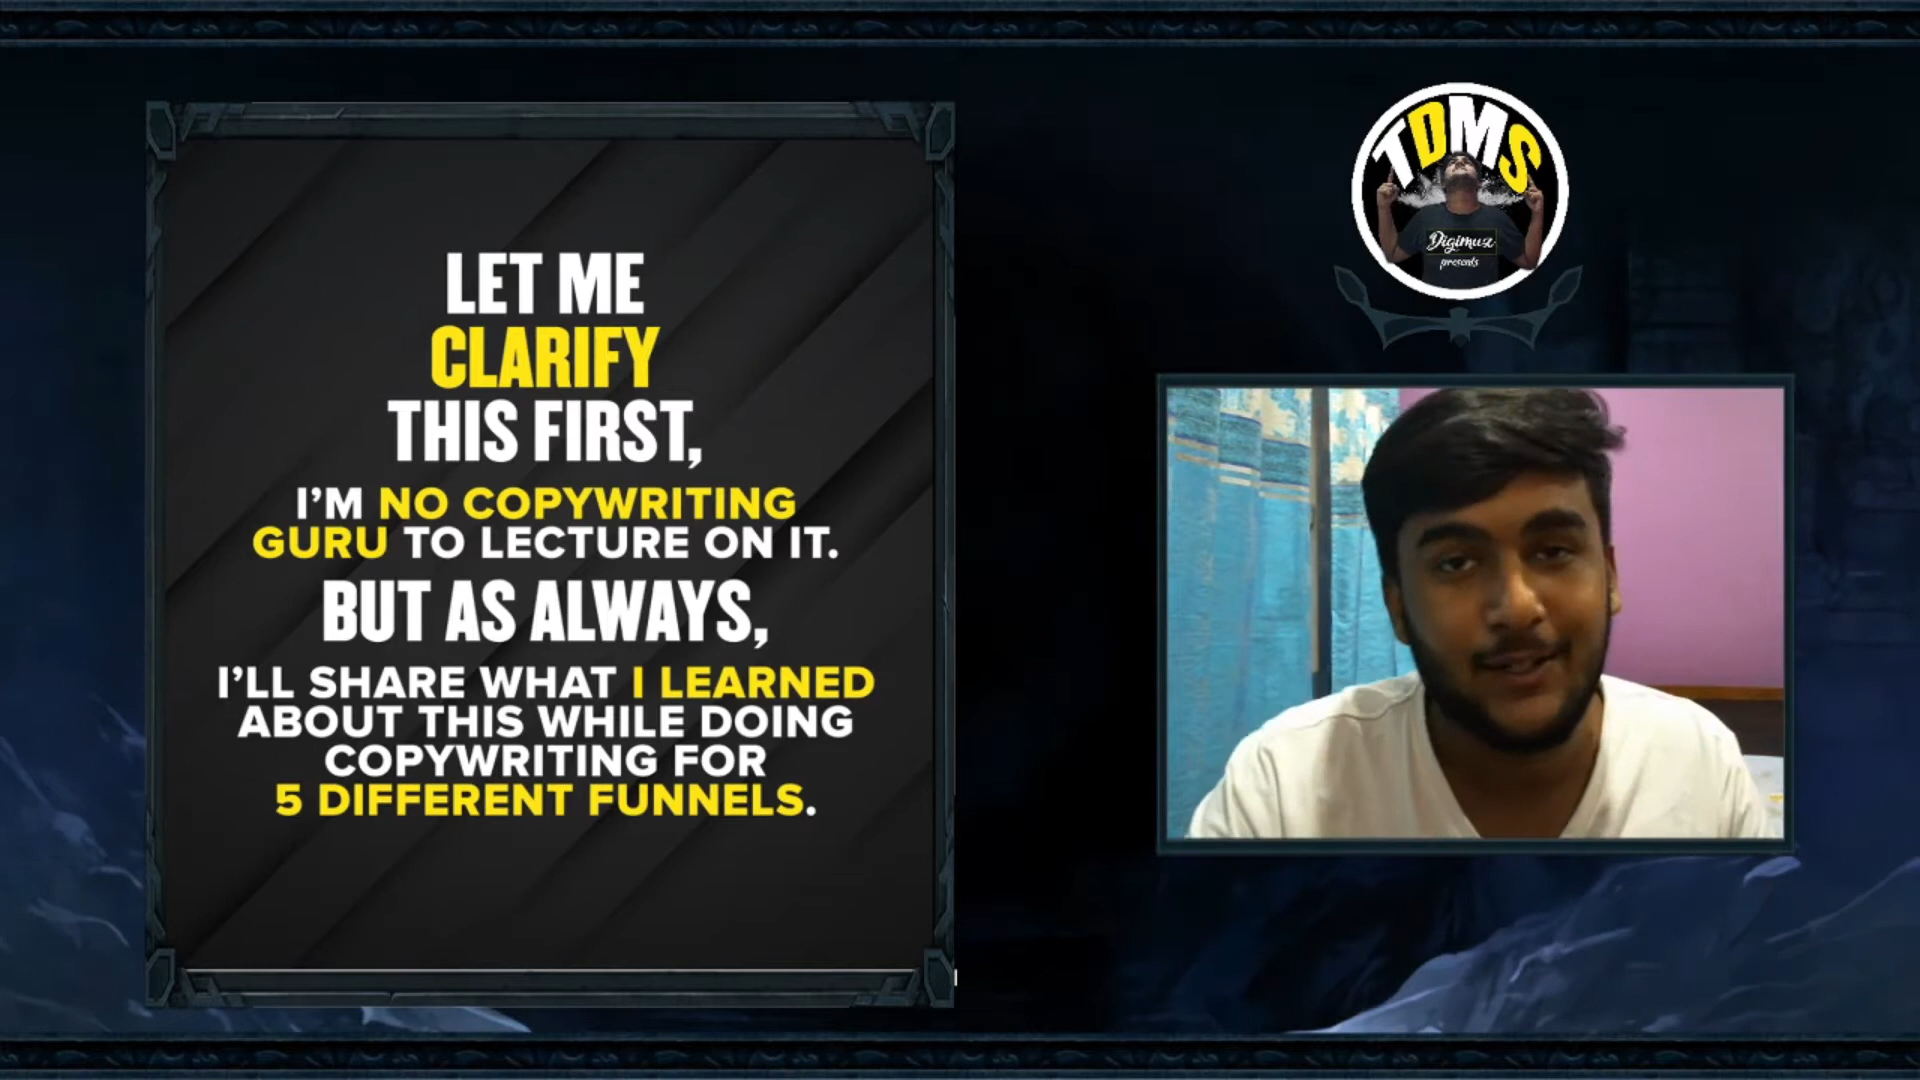 LET ME
CLARIFY
THIS FIRST,
I'M NO COPYWRITING
GURU TO LECTURE ON IT.
BUT AS ALWAYS,
I'LL SHARE WHAT I LEARNED
ABOUT THIS WHILE DOING
COPYWRITING FOR
5 DIFFERENT FUNNELS.
TDMS
Digimux
presents